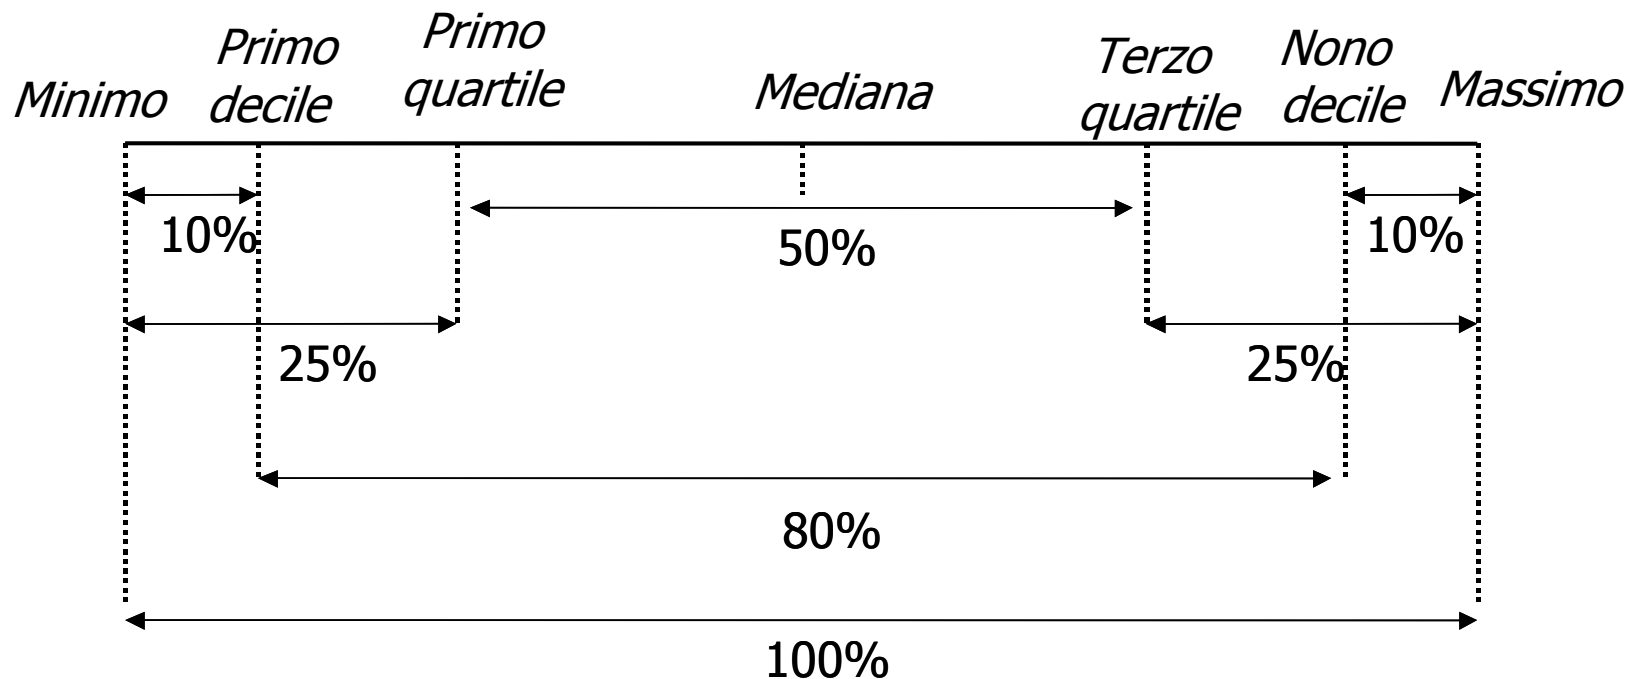 Minimo
Primo
decile
Primo
quartile
Mediana
Terzo
quartile
Nono
decile
Massimo
10%
50%
10%
25%
25%
80%
100%